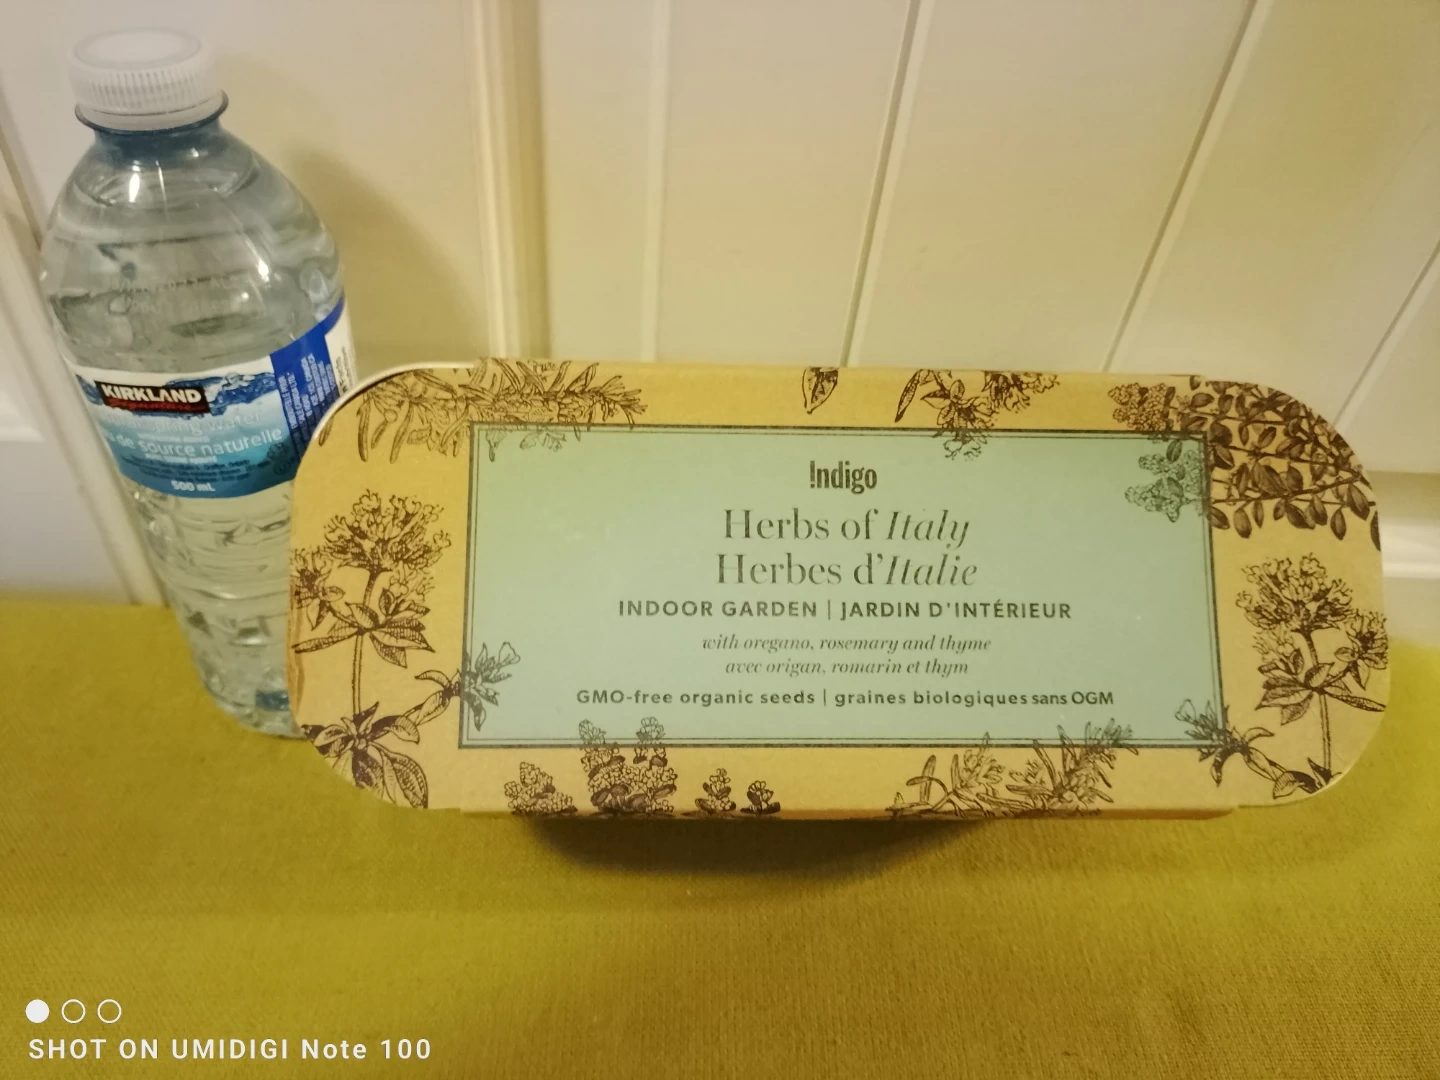 KIRKLAND
Signature
de source naturelle
500 mL
Indigo
Herbs of Italy
Herbes d'Italie
INDOOR GARDEN | JARDIN D'INTÉRIEUR
with oregano, rosemary and thyme
avec origan, romarin et thym
GMO-free organic seeds | graines biologiques sans OGM
SHOT ON UMIDIGI Note 100